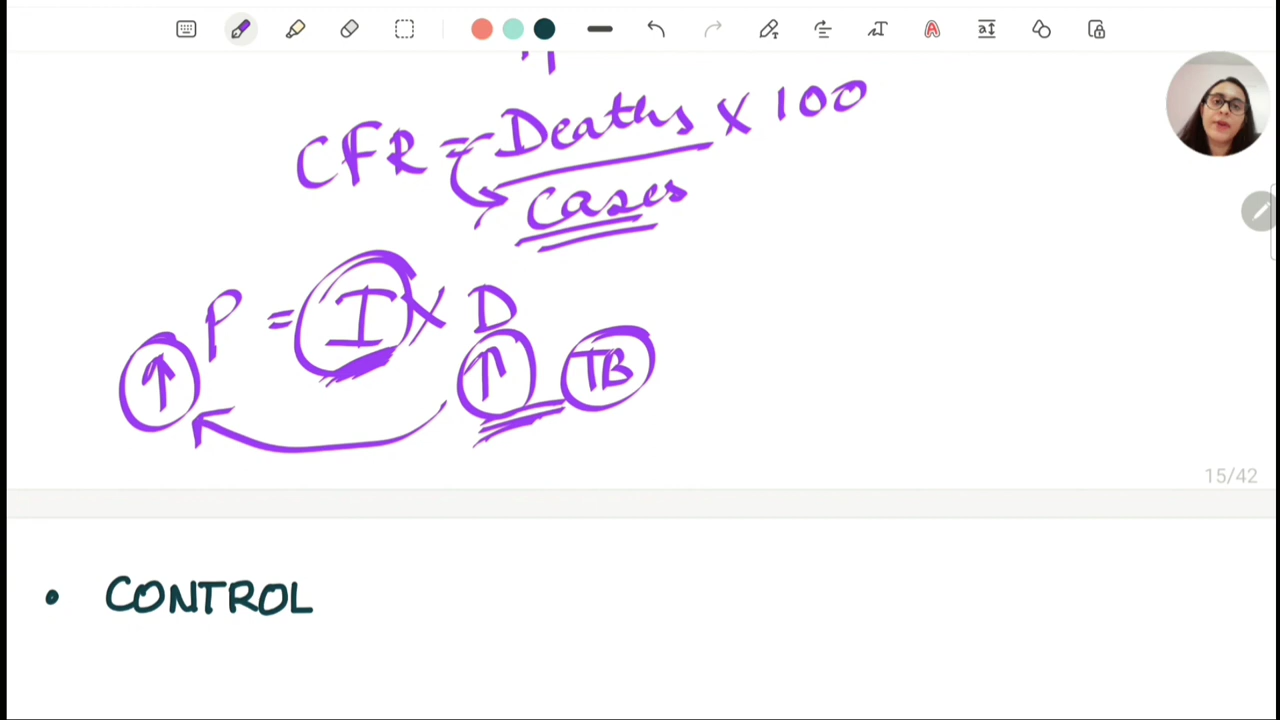 CFR = Deaths × 100
Cases
P = I × D
↑ ↑ TB
15/42
• CONTROL